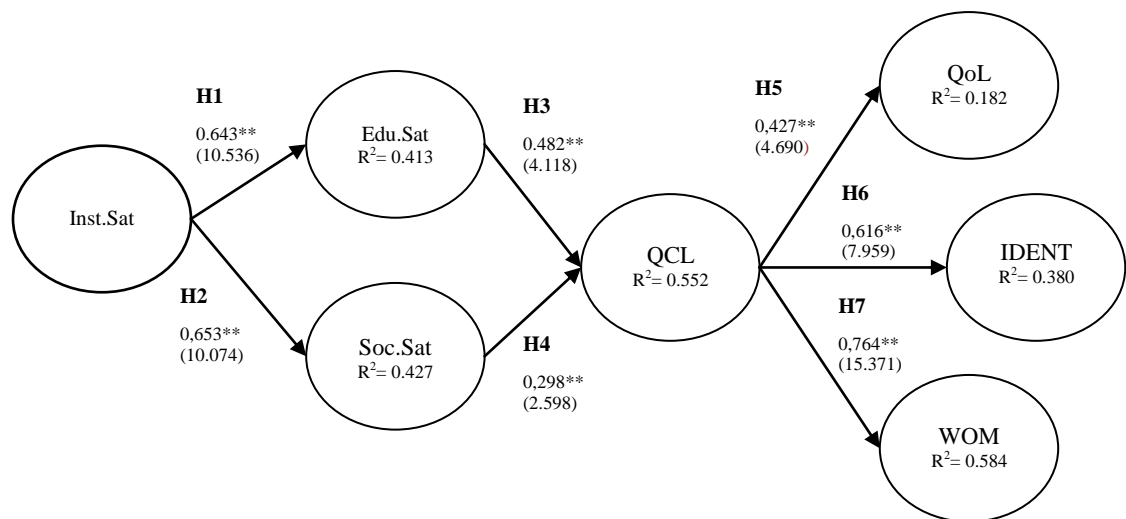 Inst.Sat
H1
0.643**
(10.536)
H2
0,653**
(10.074)
Edu.Sat
R²= 0.413
Soc.Sat
R²= 0.427
H3
0.482**
(4.118)
H4
0,298**
(2.598)
QCL
R²= 0.552
H5
0,427**
(4.690)
H6
0,616**
(7.959)
H7
0,764**
(15.371)
QoL
R²= 0.182
IDENT
R²= 0.380
WOM
R²= 0.584